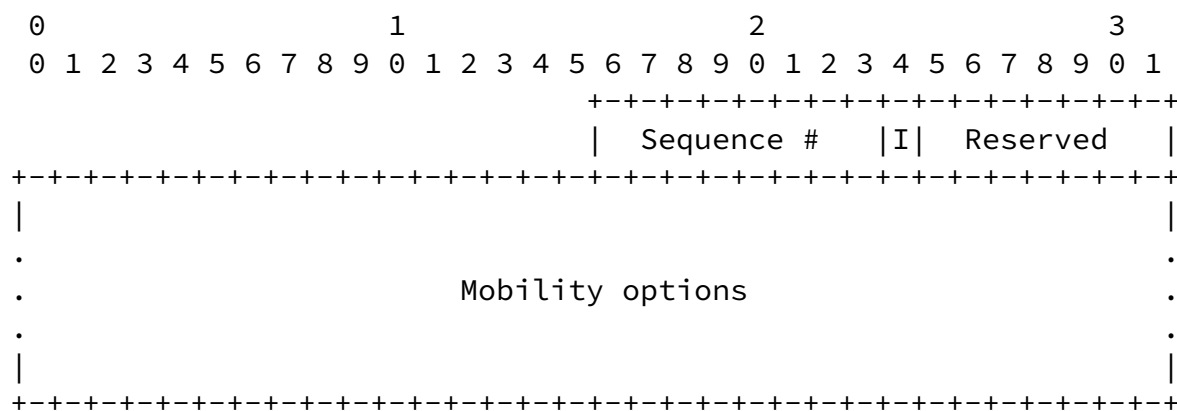 0                   1                   2                   3
 0 1 2 3 4 5 6 7 8 9 0 1 2 3 4 5 6 7 8 9 0 1 2 3 4 5 6 7 8 9 0 1
                                +-+-+-+-+-+-+-+-+-+-+-+-+-+-+-+-+
                                |  Sequence #   |I|  Reserved   |
+-+-+-+-+-+-+-+-+-+-+-+-+-+-+-+-+-+-+-+-+-+-+-+-+-+-+-+-+-+-+-+-+
|                                                               |
.                                                               .
.                        Mobility options                       .
.                                                               .
|                                                               |
+-+-+-+-+-+-+-+-+-+-+-+-+-+-+-+-+-+-+-+-+-+-+-+-+-+-+-+-+-+-+-+-+